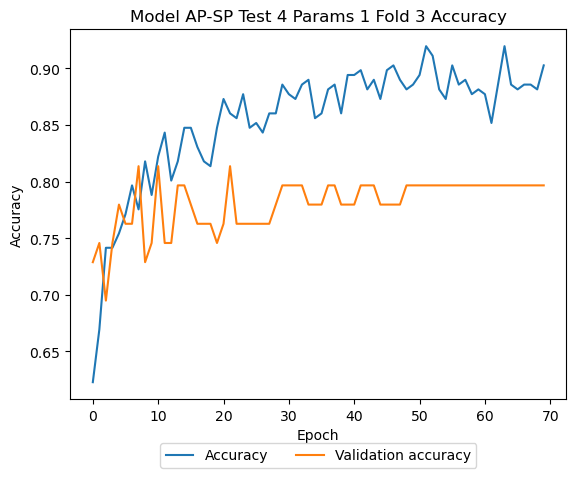 Model AP-SP Test 4 Params 1 Fold 3 Accuracy
0.90
0.85
0.80
0.75
0.70
0.65
Accuracy
0 10 20 30 40 50 60 70
Epoch
Accuracy Validation accuracy